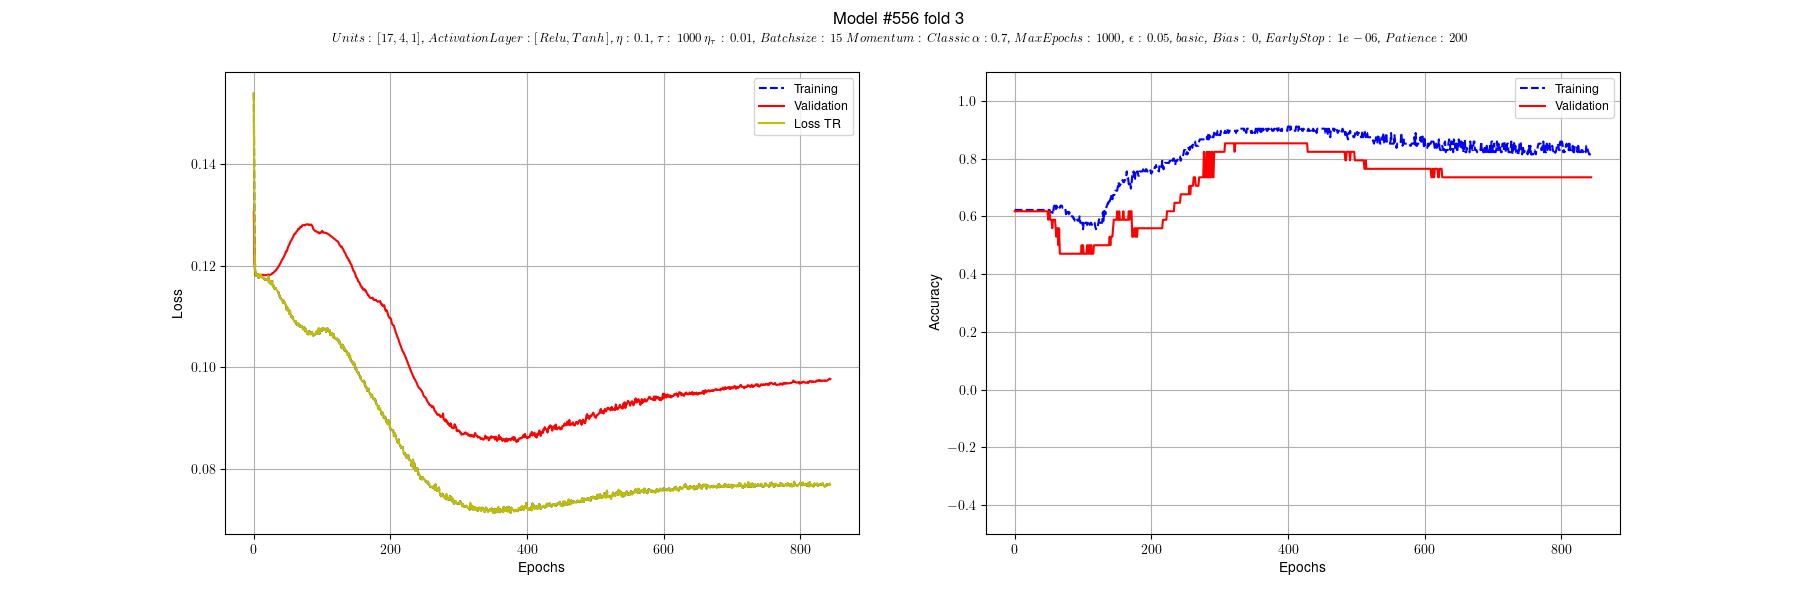 Model #556 fold 3
Units : [17, 4, 1], ActivationLayer : [Relu, Tanh], η : 0.1, τ : 1000 η_τ : 0.01, Batchsize : 15 Momentum : Classic α : 0.7, MaxEpochs : 1000, ϵ : 0.05, basic, Bias : 0, EarlyStop : 1e − 06, Patience : 200
Training
Validation
Loss TR
0.14
0.12
0.10
0.08
Loss
0 200 400 600 800
Epochs
Training
Validation
1.0
0.8
0.6
0.4
0.2
0.0
−0.2
−0.4
Accuracy
0 200 400 600 800
Epochs